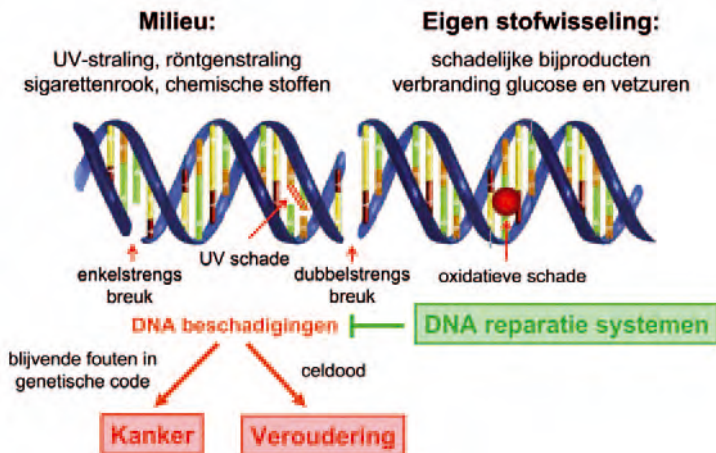 Milieu:
UV-straling, röntgenstraling
sigarettenrook, chemische stoffen
Eigen stofwisseling:
schadelijke bijproducten
verbranding glucose en vetzuren
enkelstrengs
breuk
UV schade
dubbelstrengs
breuk
oxidatieve schade
DNA beschadigingen
DNA reparatie systemen
blijvende fouten in
genetische code
celdood
Kanker
Veroudering